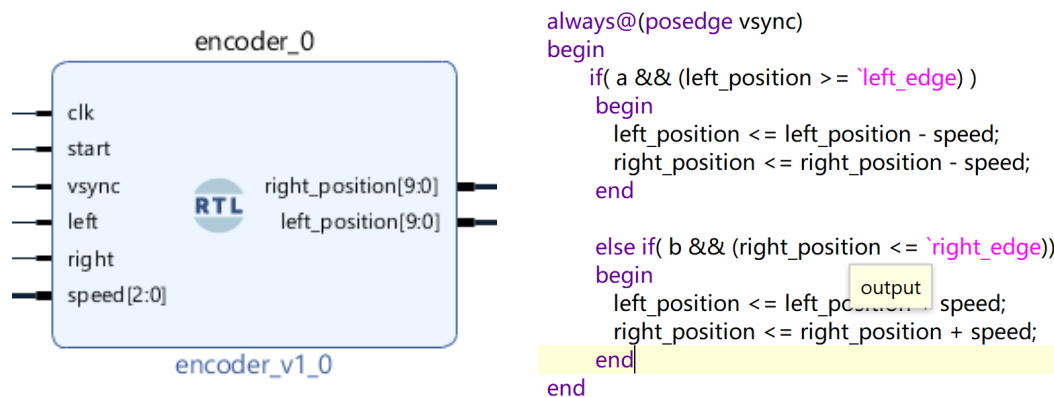 encoder_0
clk
start
vsync
left
right
speed[2:0]
RTL
right_position[9:0]
left_position[9:0]
encoder_v1_0
always@(posedge vsync)
begin
if( a && (left_position >= `left_edge) )
begin
left_position <= left_position - speed;
right_position <= right_position - speed;
end
else if( b && (right_position <= `right_edge))
begin
output
left_position <= left_position + speed;
right_position <= right_position + speed;
end
end